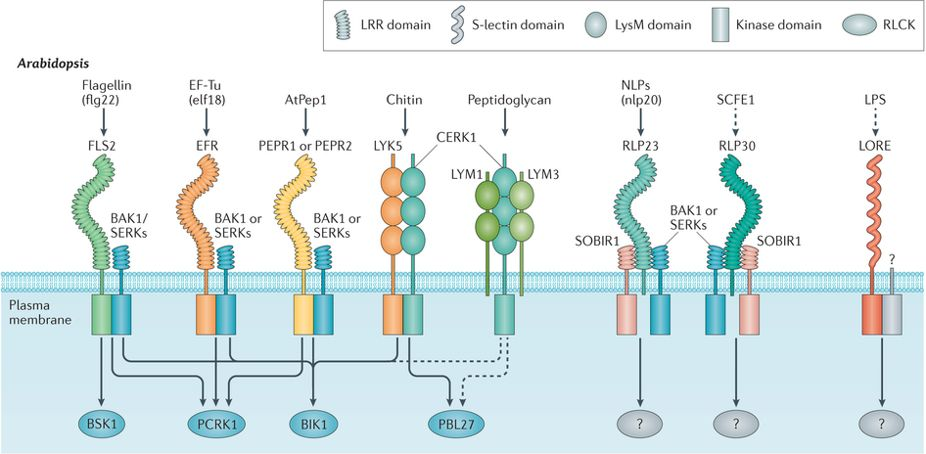 LRR domain
S-lectin domain
LysM domain
Kinase domain
RLCK
Arabidopsis
Flagellin
(flg22)
EF-Tu
(elf18)
AtPep1
Chitin
Peptidoglycan
NLPs
(nlp20)
SCFE1
LPS
FLS2
EFR
PEPR1 or PEPR2
LYK5
CERK1
RLP23
RLP30
LORE
LYM1
LYM3
BAK1/
SERKs
BAK1 or
SERKs
BAK1 or
SERKs
BAK1 or
SERKs
SOBIR1
SOBIR1
?
Plasma
membrane
BSK1
PCRK1
BIK1
PBL27
?
?
?